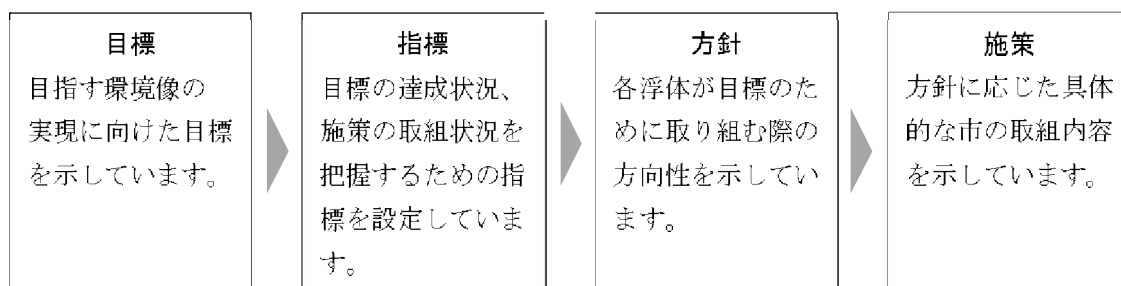 目標
目指す環境像の
実現に向けた目標
を示しています。
指標
目標の達成状況、
施策の取組状況を
把握するための指
標を設定していま
す。
方針
各浮体が目標のた
めに取り組む際の
方向性を示してい
ます。
施策
方針に応じた具体
的な市の取組内容
を示しています。